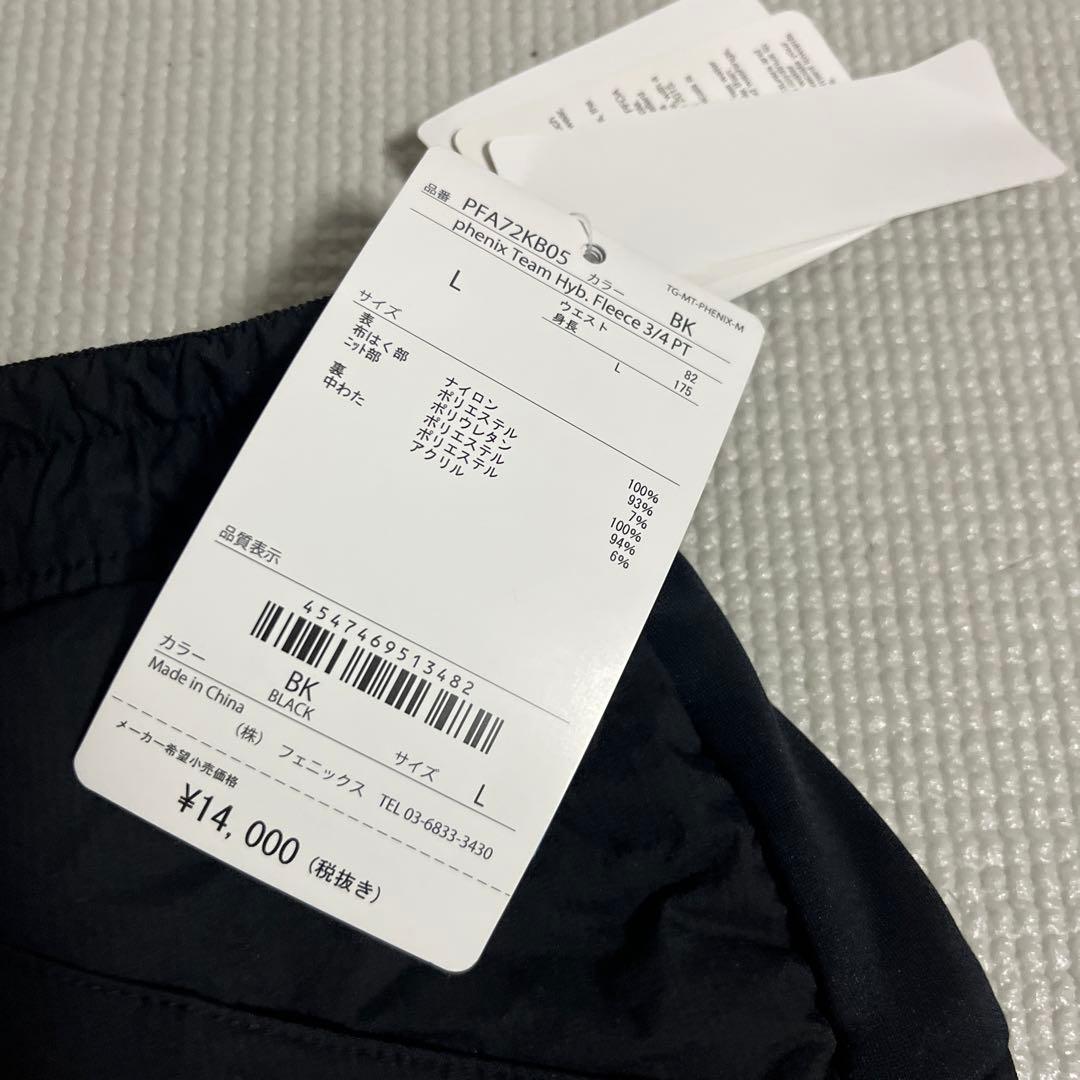 品番 PFA72KB05 カラー BK
TG-MT-PHENIX-M
phenix Team Hyb. Fleece 3/4 PT
サイズ L ウエスト 82
身長 L 175
表 ナイロン 100%
布はく部 ポリエステル 93%
ニット部 ポリウレタン 7%
裏 ポリエステル 100%
中わた ポリエステル 94%
アクリル 6%
品質表示
4547469513482
カラー BK サイズ L
BLACK
Made in China
(株) フェニックス TEL 03-6833-3430
メーカー希望小売価格
¥14,000 (税抜き)